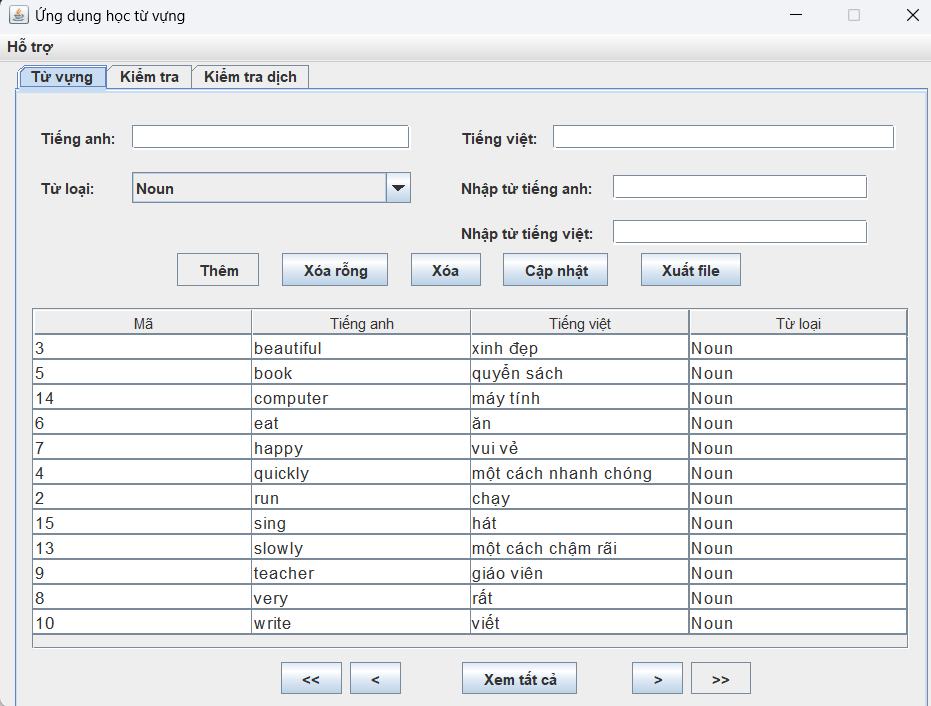 Ứng dụng học từ vựng
Hỗ trợ
Từ vựng Kiểm tra Kiểm tra dịch
Tiếng anh: Tiếng việt:
Từ loại: Noun Nhập từ tiếng anh:
Nhập từ tiếng việt:
Thêm Xóa rỗng Xóa Cập nhật Xuất file
Mã Tiếng anh Tiếng việt Từ loại
3 beautiful xinh đẹp Noun
5 book quyển sách Noun
14 computer máy tính Noun
6 eat ăn Noun
7 happy vui vẻ Noun
4 quickly một cách nhanh chóng Noun
2 run chạy Noun
15 sing hát Noun
13 slowly một cách chậm rãi Noun
9 teacher giáo viên Noun
8 very rất Noun
10 write viết Noun
<< < Xem tất cả > >>